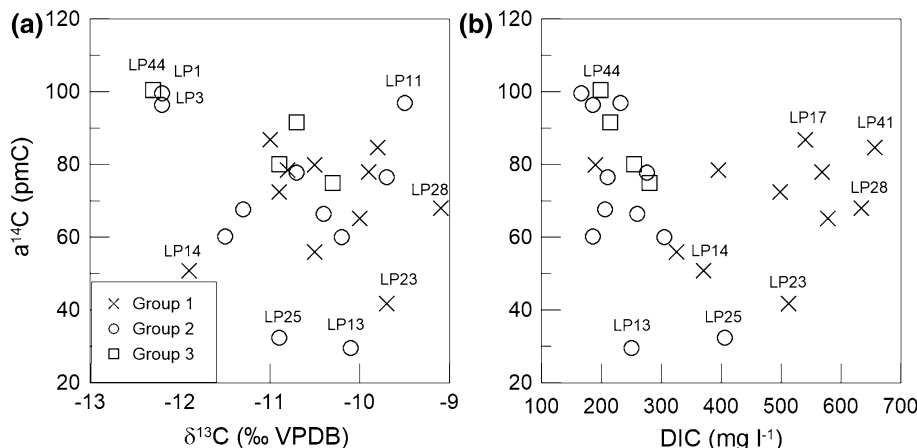 (a)
120
100
80
60
40
20
a¹⁴C (pmC)
LP44
LP1
LP3
LP11
LP28
LP14
LP23
LP25
LP13
Group 1
Group 2
Group 3
-13 -12 -11 -10 -9
δ¹³C (‰ VPDB)
(b)
120
100
80
60
40
20
LP44
LP17
LP41
LP28
LP14
LP23
LP13
LP25
100 200 300 400 500 600 700
DIC (mg l⁻¹)